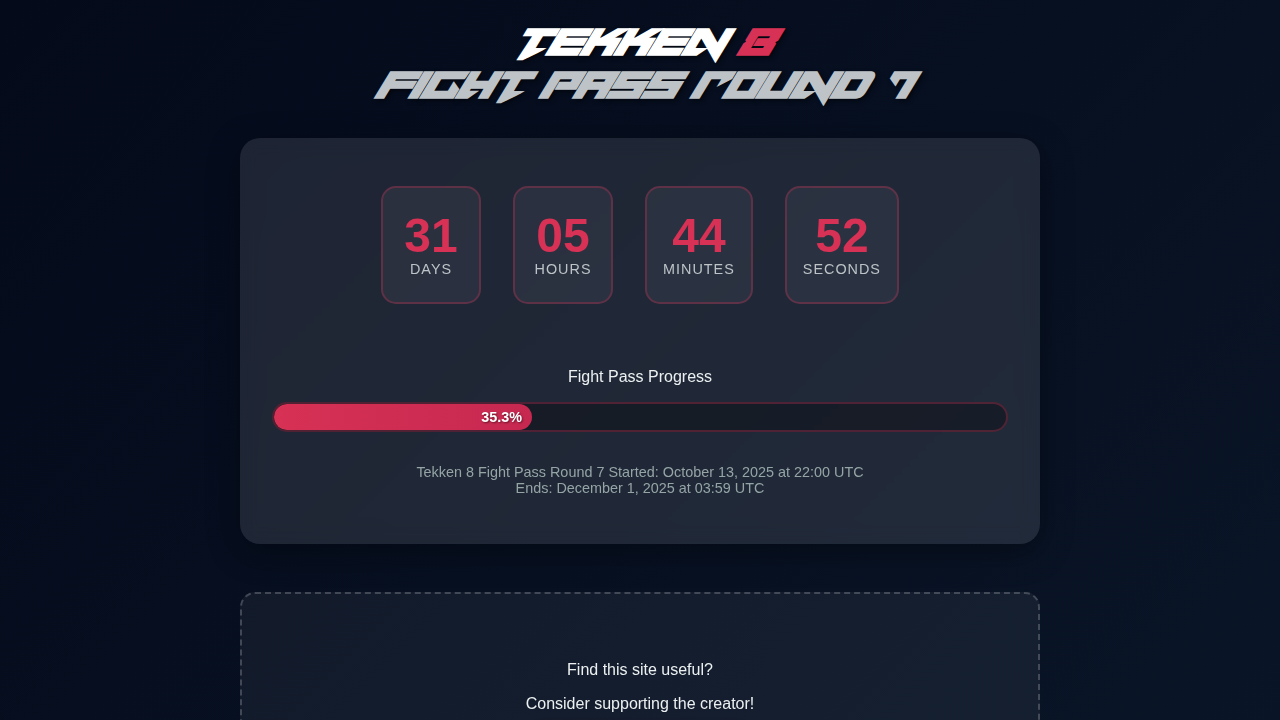 TEKKEN 8
FIGHT PASS ROUND 7
31
DAYS
05
HOURS
44
MINUTES
52
SECONDS
Fight Pass Progress
35.3%
Tekken 8 Fight Pass Round 7 Started: October 13, 2025 at 22:00 UTC
Ends: December 1, 2025 at 03:59 UTC
Find this site useful?
Consider supporting the creator!